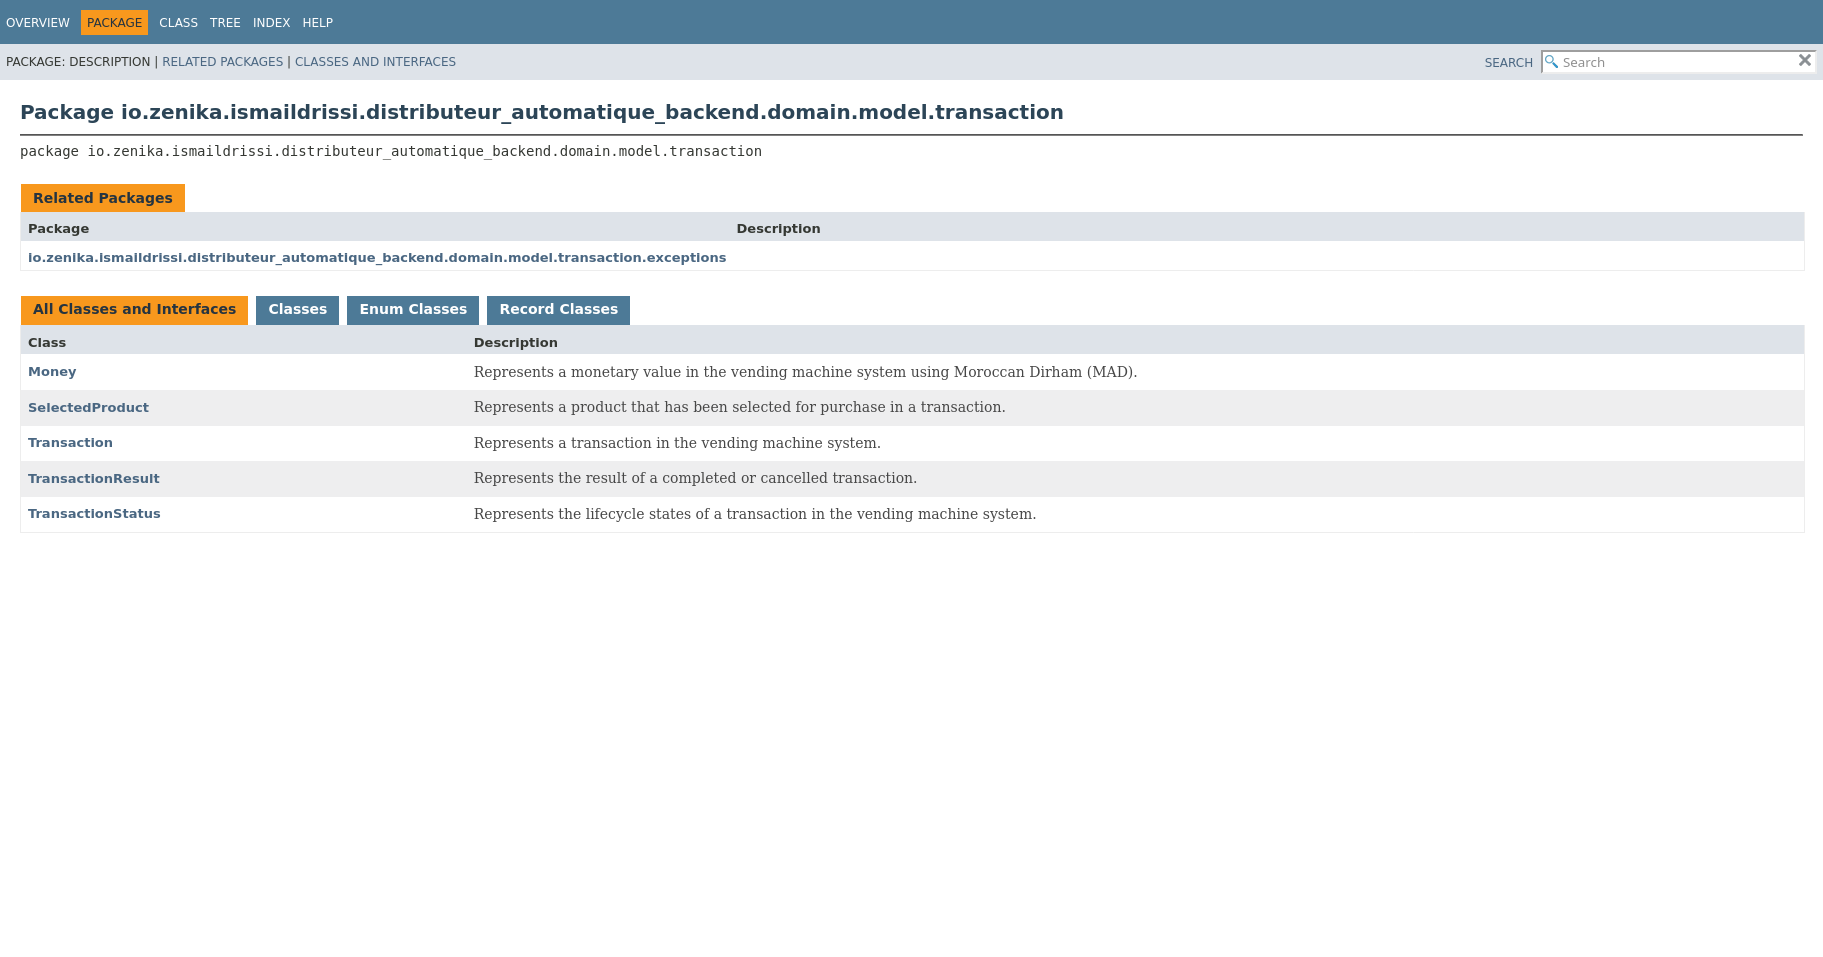 OVERVIEW PACKAGE CLASS TREE INDEX HELP
PACKAGE: DESCRIPTION | RELATED PACKAGES | CLASSES AND INTERFACES SEARCH Search
Package io.zenika.ismaildrissi.distributeur_automatique_backend.domain.model.transaction
package io.zenika.ismaildrissi.distributeur_automatique_backend.domain.model.transaction
Related Packages
Package Description
io.zenika.ismaildrissi.distributeur_automatique_backend.domain.model.transaction.exceptions
All Classes and Interfaces Classes Enum Classes Record Classes
Class Description
Money Represents a monetary value in the vending machine system using Moroccan Dirham (MAD).
SelectedProduct Represents a product that has been selected for purchase in a transaction.
Transaction Represents a transaction in the vending machine system.
TransactionResult Represents the result of a completed or cancelled transaction.
TransactionStatus Represents the lifecycle states of a transaction in the vending machine system.